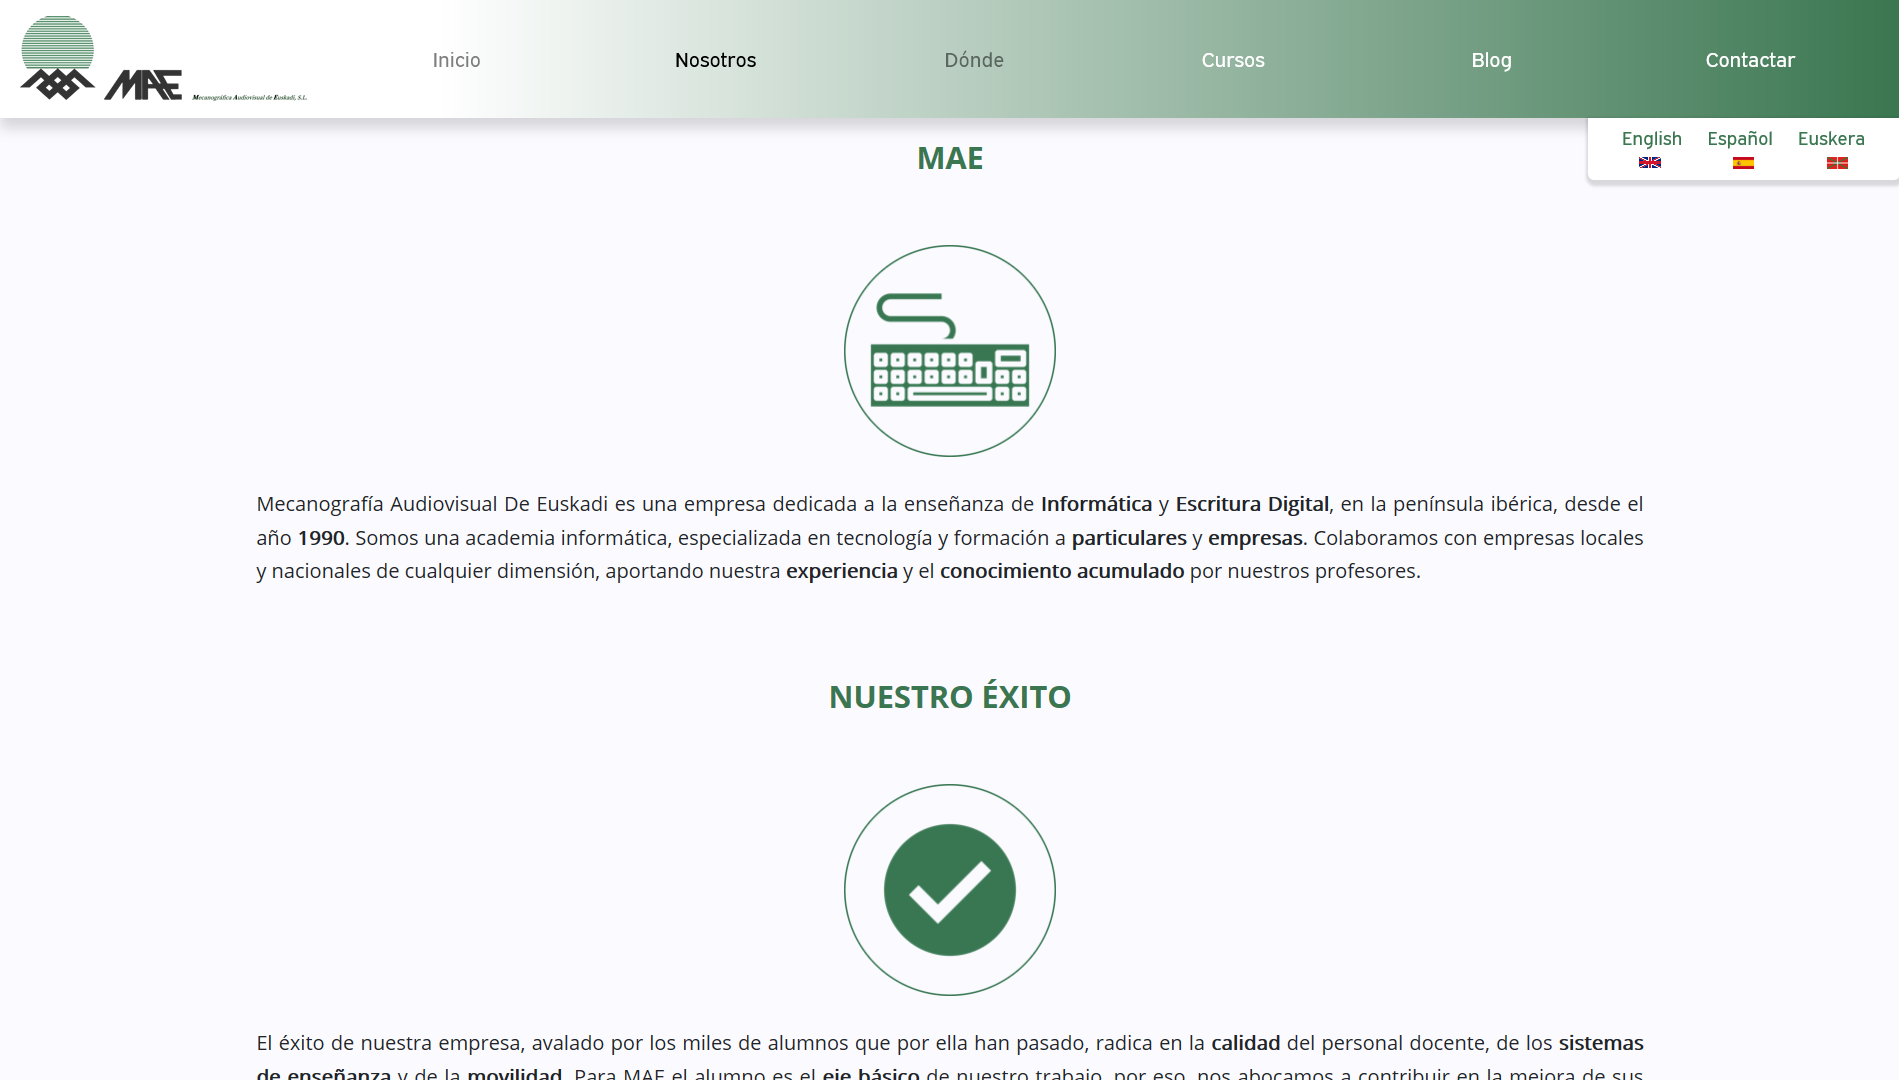 MAE Mecanográfica Audiovisual de Euskadi, S.L.
Inicio Nosotros Dónde Cursos Blog Contactar
English Español Euskera
MAE
Mecanografía Audiovisual De Euskadi es una empresa dedicada a la enseñanza de Informática y Escritura Digital, en la península ibérica, desde el
año 1990. Somos una academia informática, especializada en tecnología y formación a particulares y empresas. Colaboramos con empresas locales
y nacionales de cualquier dimensión, aportando nuestra experiencia y el conocimiento acumulado por nuestros profesores.
NUESTRO ÉXITO
El éxito de nuestra empresa, avalado por los miles de alumnos que por ella han pasado, radica en la calidad del personal docente, de los sistemas
de enseñanza y de la movilidad. Para MAE el alumno es el eje básico de nuestro trabajo, por eso, nos abocamos a contribuir en la mejora de sus